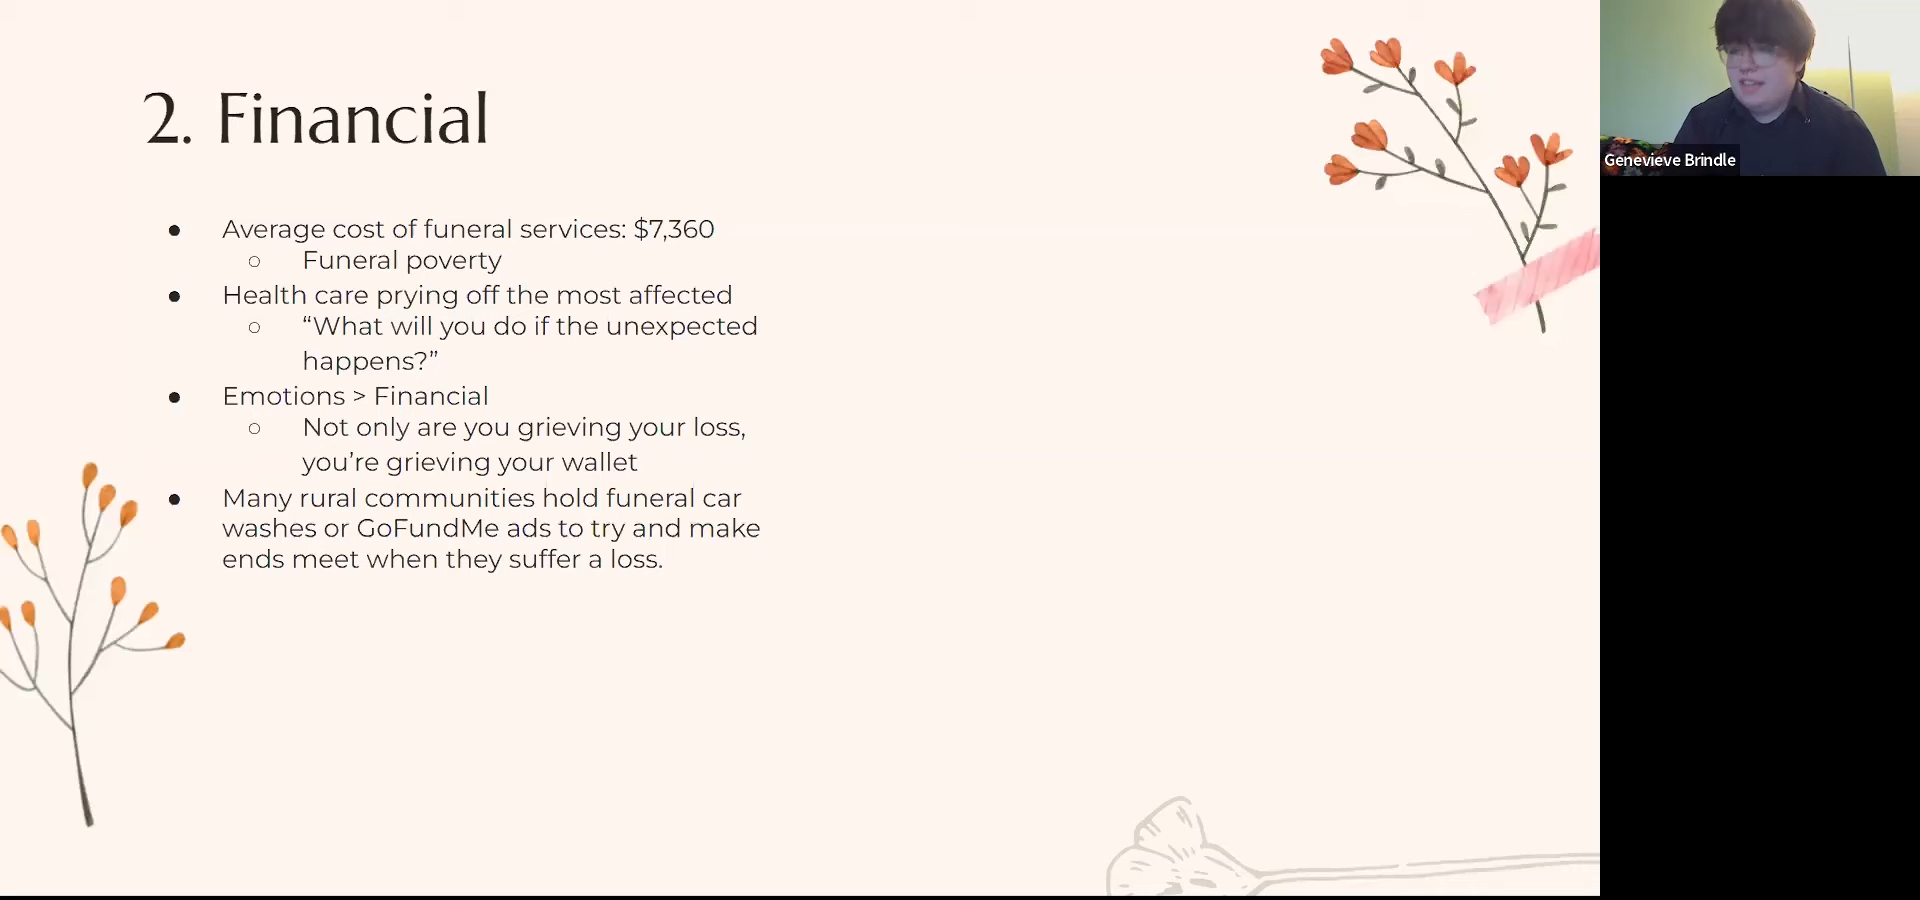 2. Financial
● Average cost of funeral services: $7,360
○ Funeral poverty
● Health care prying off the most affected
○ “What will you do if the unexpected
happens?”
● Emotions > Financial
○ Not only are you grieving your loss,
you’re grieving your wallet
● Many rural communities hold funeral car
washes or GoFundMe ads to try and make
ends meet when they suffer a loss.
Genevieve Brindle